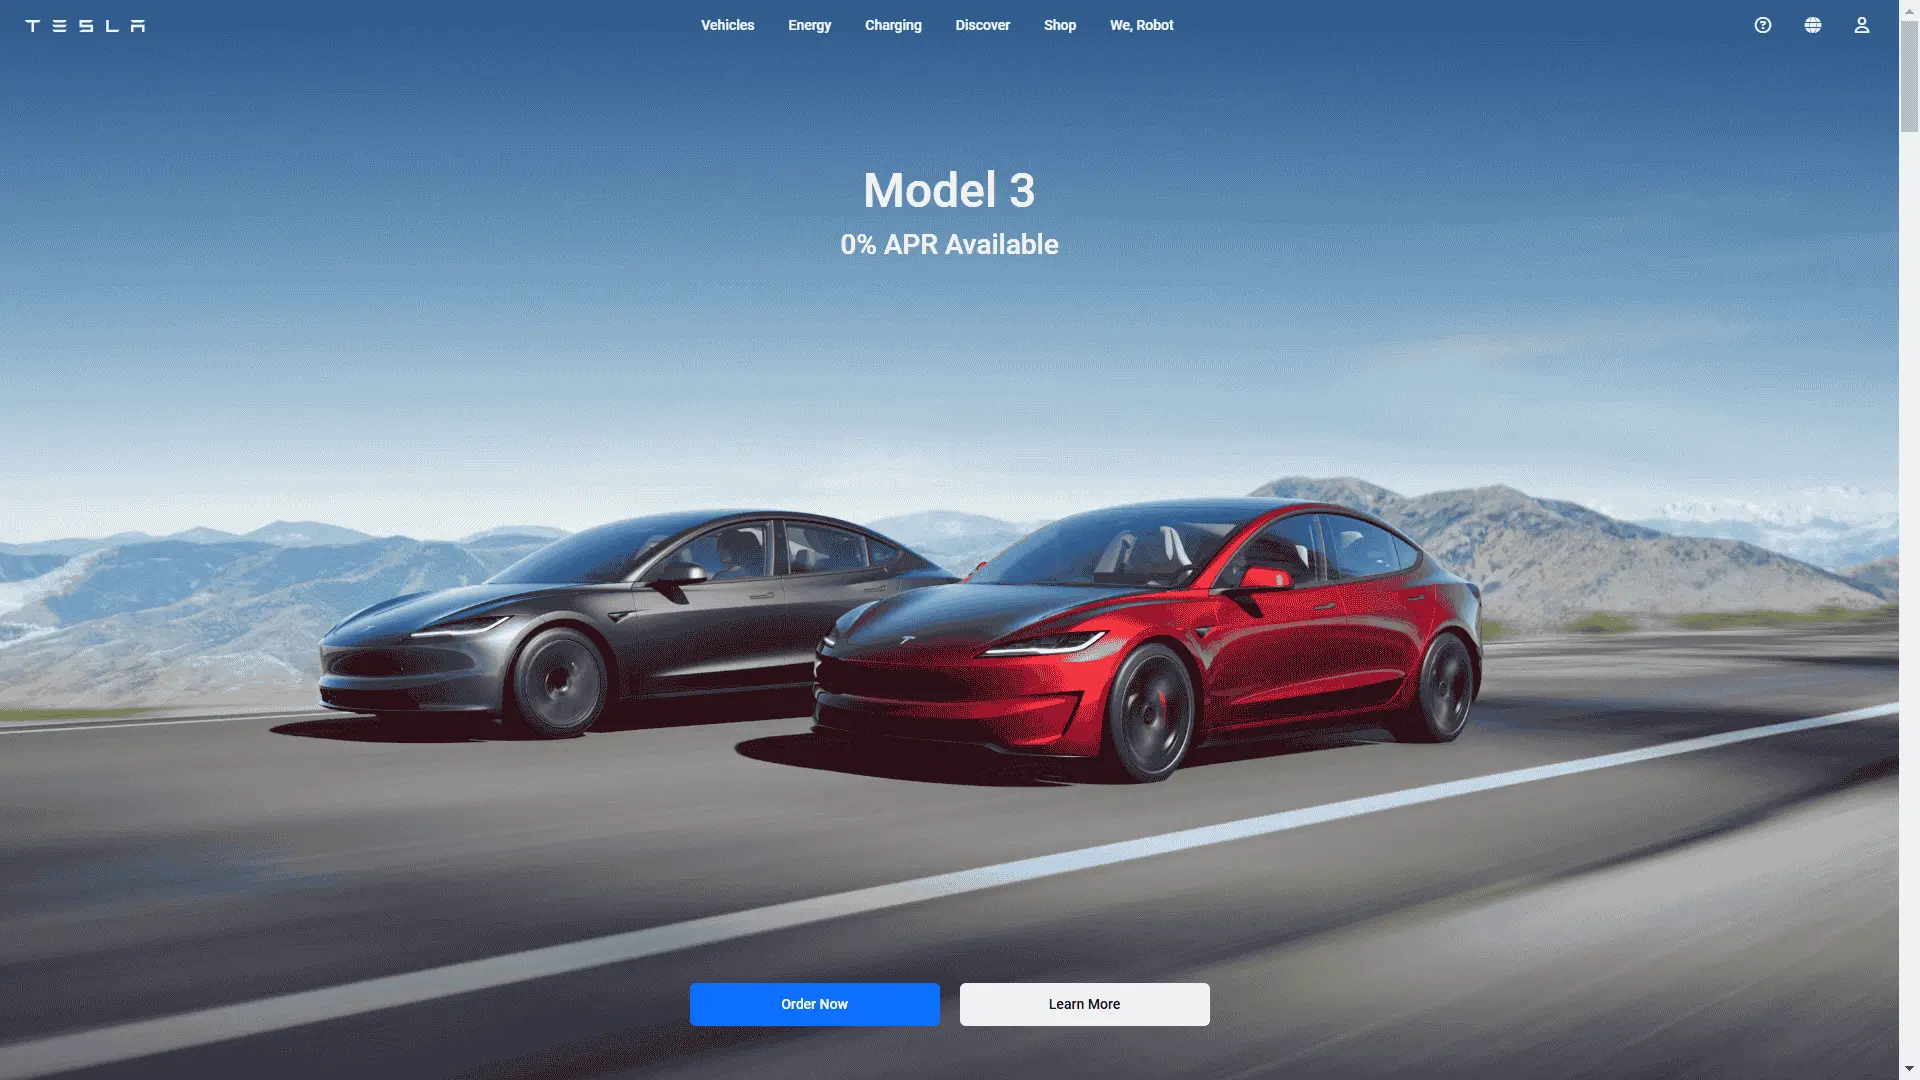 TESLA
Vehicles Energy Charging Discover Shop We, Robot
Model 3
0% APR Available
Order Now Learn More